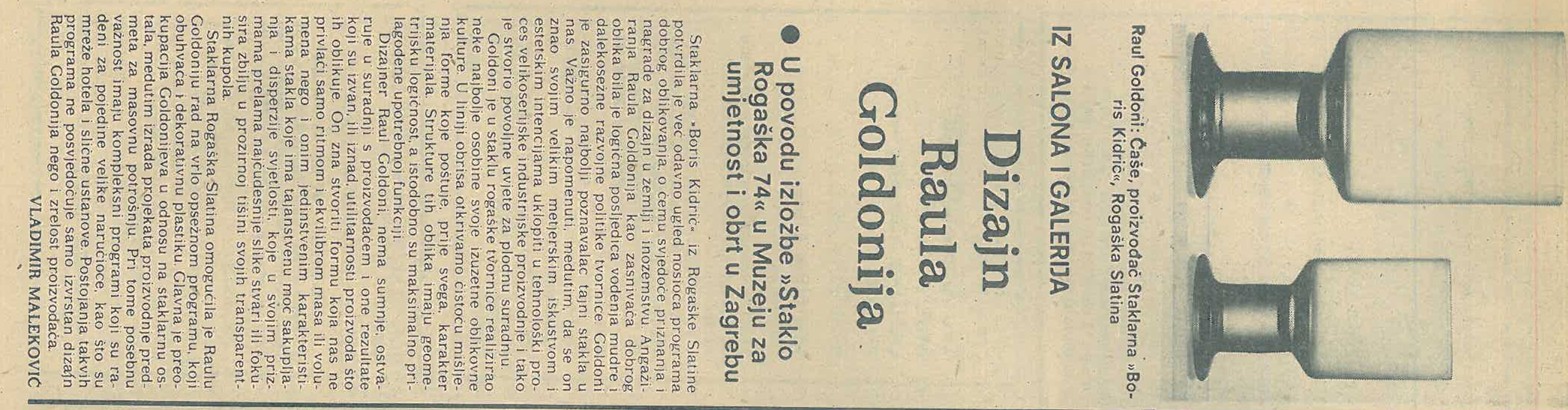 Raul Goldoni: Čaše, proizvođač Staklarna »Bo-
ris Kidrič«, Rogaška Slatina
IZ SALONA I GALERIJA
Dizajn
Raula
Goldonija
● U povodu izložbe »Staklo
Rogaška 74« u Muzeju za
umjetnost i obrt u Zagrebu
Staklarna »Boris Kidrič« iz Rogaške Slatine
potvrdila je već odavno ugled nosioca programa
dobrog oblikovanja, o čemu svjedoče priznanja i
nagrade za dizajn u zemlji i inozemstvu. Angaži-
ranja Raula Goldonija kao zasnivača dobrog
oblika bila je logična posljedica vođenja mudre i
dalekosežne razvojne politike tvornice. Goldoni
je zasigurno najbolji poznavalac tajni stakla u
nas. Važno je napomenuti, međutim, da se on
znao svojim velikim metjerskim iskustvom i
estetskim intencijama uklopiti u tehnološki pro-
ces velikoserijske industrijske proizvodnje i tako
je stvorio povoljne uvjete za plodnu suradnju.
Goldoni je u staklu rogaške tvornice realizirao
neke najbolje osobine svoje izuzetne oblikovne
kulture. U liniji obrisa otkrivamo čistoću mišlje-
nja forme koje postuje, prije svega, karakter
materijala. Strukture tih oblika imaju geome-
trijsku logičnost, a istodobno su maksimalno pri-
lagođene upotrebnoj funkciji.
Dizajner Raul Goldoni, nema sumnje, ostva-
ruje u suradnji s proizvođačem i one rezultate
koji su izvan, ili iznad utilitarnosti proizvoda što
ih oblikuje. On zna stvoriti formu koja nas ne
privlači samo ritmom i ekvilibrom masa ili volu-
mena nego i onim jedinstvenim karakteristi-
kama stakla koje ima tajanstvenu moć sakuplja-
nja i disperzije svjetlosti, koje u svojim priz-
mama prelama najčudesnije slike stvari ili foku-
sira zbilju u prozirnoj tišini svojih transparent-
nih kupola.
Staklarna Rogaška Slatina omogućila je Raulu
Goldoniju rad na vrlo opsežnom programu, koji
obuhvaća i dekorativnu plastiku. Glavna je preo-
kupacija Goldonijeva u odnosu na staklarnu os-
tala, međutim izrada projekata proizvodnje pred-
meta za masovnu potrošnju. Pri tome posebnu
važnost imaju kompleksni programi koji su ra-
đeni za pojedine velike naručioce, kao što su
mreže hotela i slične ustanove. Postojanja takvih
programa ne posvjedočuje samo izvrstan dizajn
Raula Goldonija nego i zrelost proizvođača.
VLADIMIR MALEKOVIĆ